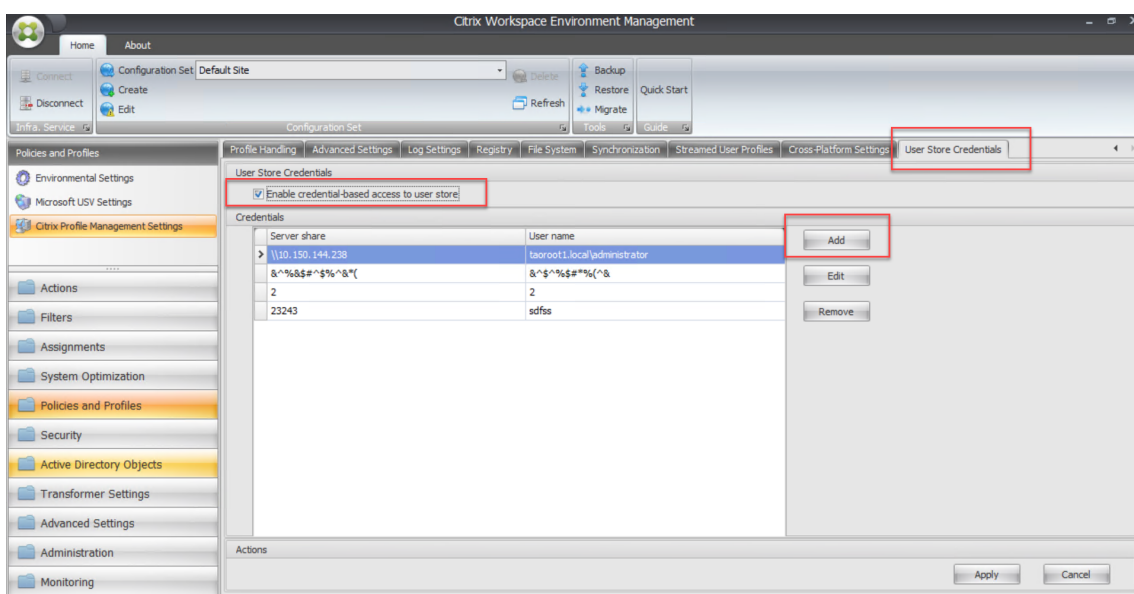 Citrix Workspace Environment Management
Home About
Connect
Disconnect
Infra. Service
Configuration Set Default Site
Create
Edit
Delete
Refresh
Configuration Set
Backup
Restore
Migrate
Tools
Quick Start
Guide
Policies and Profiles
Environmental Settings
Microsoft USV Settings
Citrix Profile Management Settings
Actions
Filters
Assignments
System Optimization
Policies and Profiles
Security
Active Directory Objects
Transformer Settings
Advanced Settings
Administration
Monitoring
Profile Handling Advanced Settings Log Settings Registry File System Synchronization Streamed User Profiles Cross-Platform Settings User Store Credentials
User Store Credentials
Enable credential-based access to user store
Credentials
Server share User name
\\10.150.144.238 taoroot1.local\administrator
&^%&$#^$%^&*( &^$^%$#*%(^&
2 2
23243 sdfss
Add
Edit
Remove
Actions
Apply Cancel